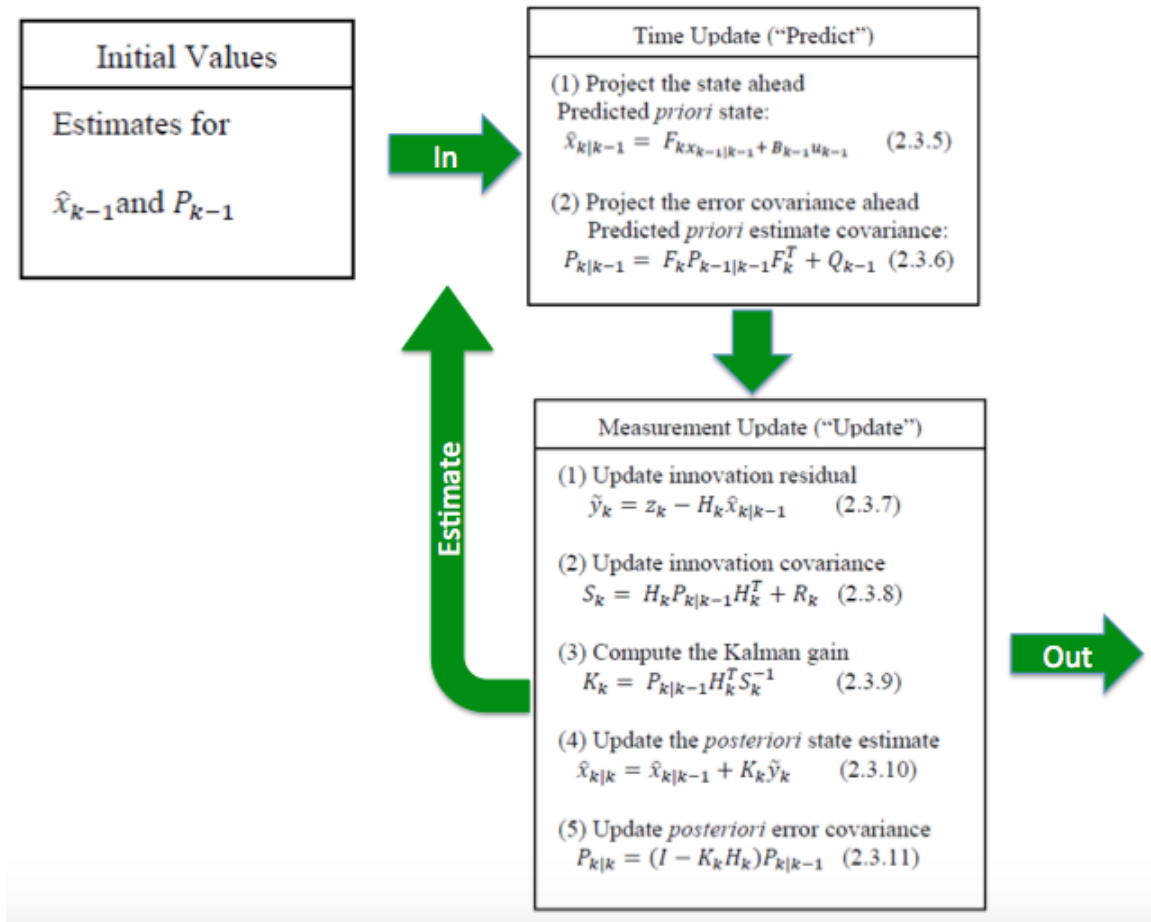 Initial Values
Estimates for
x̂ₖ₋₁and Pₖ₋₁
In
Time Update (“Predict”)
(1) Project the state ahead
Predicted priori state:
x̂_{k|k−1} = F_{kx_{k−1|k−1}+ B_{k−1}u_{k−1}} (2.3.5)
(2) Project the error covariance ahead
Predicted priori estimate covariance:
P_{k|k−1} = F_k P_{k−1|k−1} F_k^T + Q_{k−1} (2.3.6)
Estimate
Measurement Update (“Update”)
(1) Update innovation residual
ỹ_k = z_k − H_k x̂_{k|k−1} (2.3.7)
(2) Update innovation covariance
S_k = H_k P_{k|k−1} H_k^T + R_k (2.3.8)
(3) Compute the Kalman gain
K_k = P_{k|k−1} H_k^T S_k^{−1} (2.3.9)
(4) Update the posteriori state estimate
x̂_{k|k} = x̂_{k|k−1} + K_k ỹ_k (2.3.10)
(5) Update posteriori error covariance
P_{k|k} = (I − K_k H_k)P_{k|k−1} (2.3.11)
Out